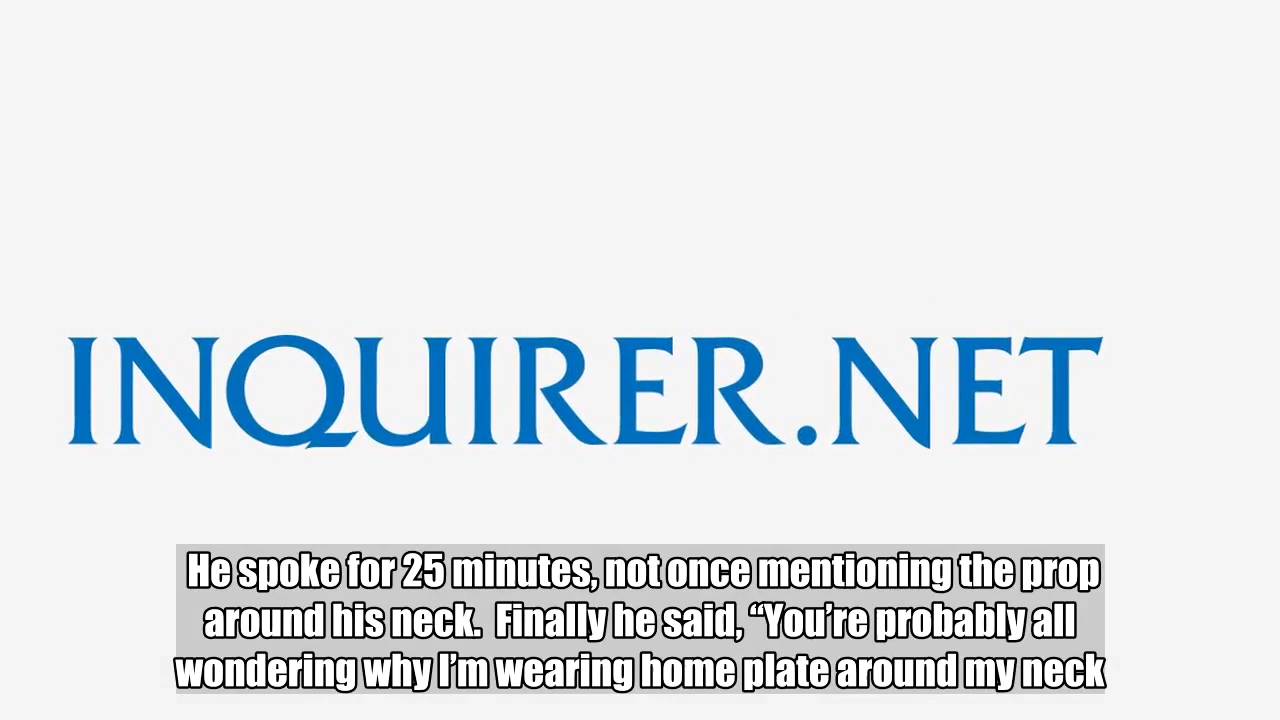 INQUIRER.NET
He spoke for 25 minutes, not once mentioning the prop
around his neck.  Finally he said, “You’re probably all
wondering why I’m wearing home plate around my neck